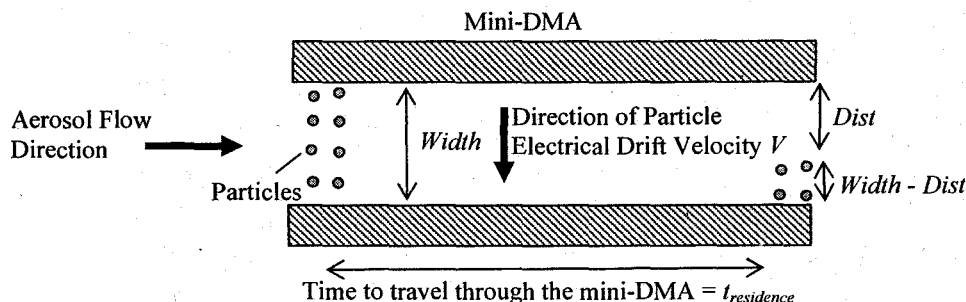 Mini-DMA
Aerosol Flow
Direction
Particles
Width
Direction of Particle
Electrical Drift Velocity V
Dist
Width - Dist
Time to travel through the mini-DMA = t_residence